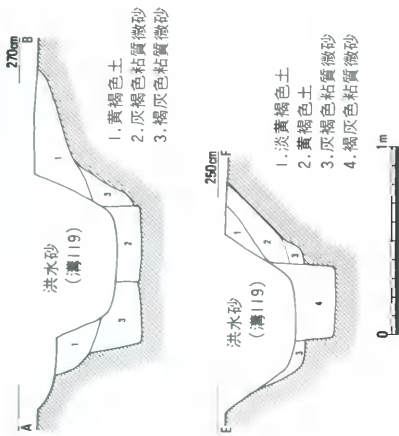 A
270cm
B
洪水砂
(溝119)
1
3
2
1
3
1.黄褐色土
2.灰褐色粘質微砂
3.褐灰色粘質微砂
E
250cm
F
洪水砂
(溝119)
1
2
3
3
4
1.淡黄褐色土
2.黄褐色土
3.灰褐色粘質微砂
4.褐灰色粘質微砂
0
1m